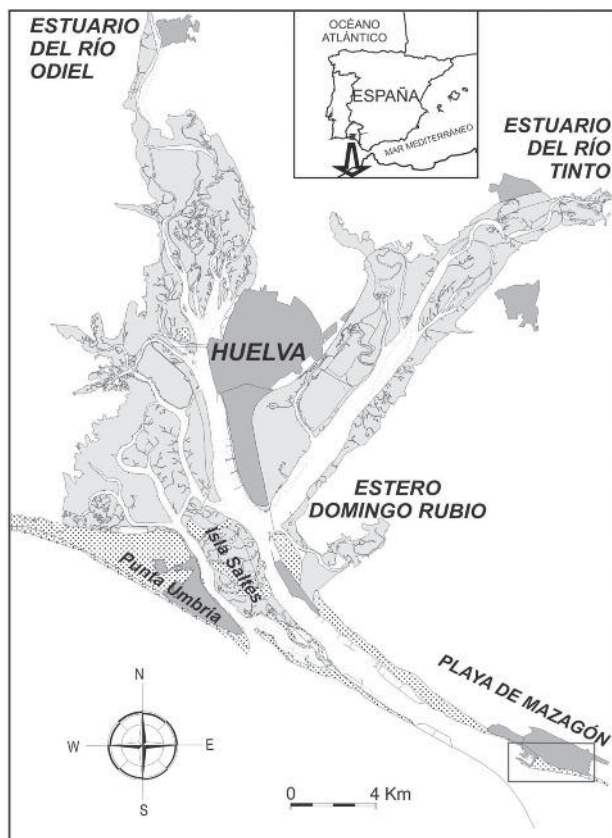 ESTUARIO
DEL RÍO
ODIEL
OCÉANO
ATLÁNTICO
ESPAÑA
MAR MEDITERRÁNEO
ESTUARIO
DEL RÍO
TINTO
HUELVA
ESTERO
DOMINGO RUBIO
Isla Saltes
Punta Umbria
PLAYA DE MAZAGÓN
N
W
E
S
0
4 Km